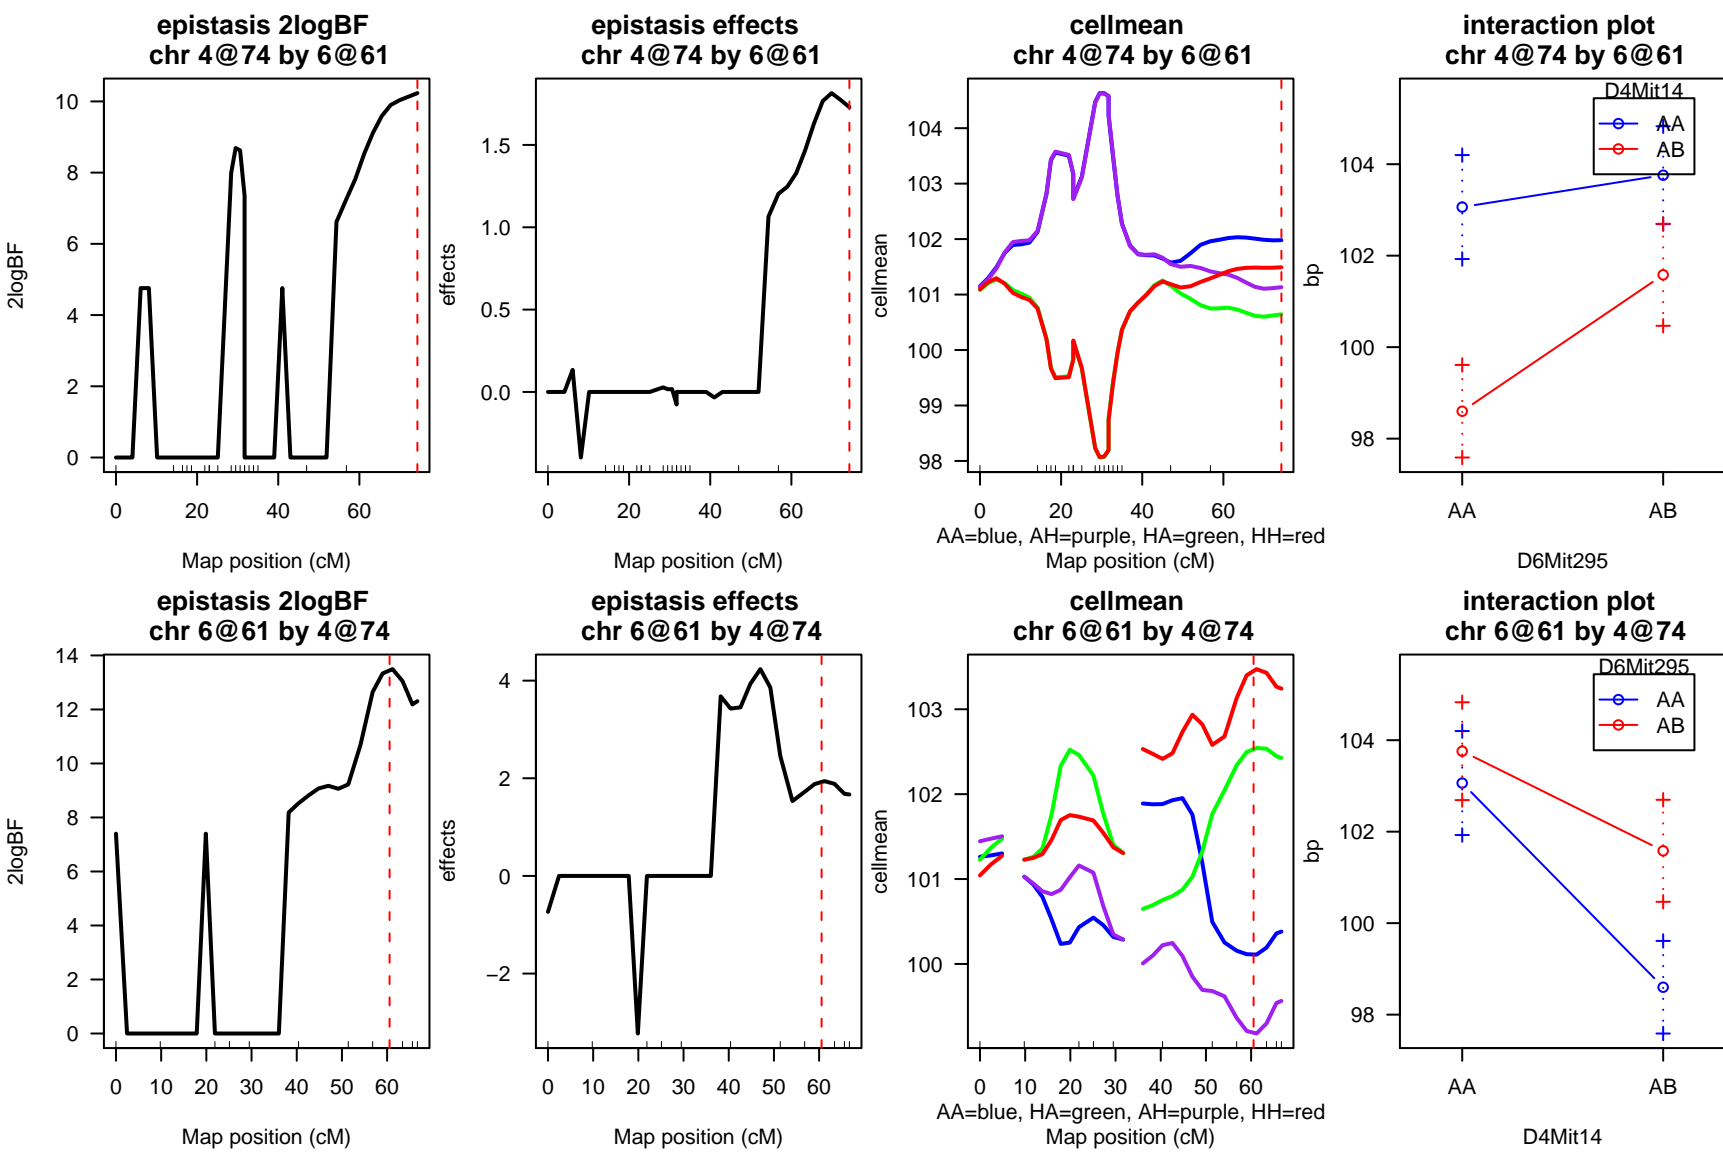 epistasis 2logBF
chr 4@74 by 6@61
2logBF
10
8
6
4
2
0
0 20 40 60
Map position (cM)
epistasis effects
chr 4@74 by 6@61
effects
1.5
1.0
0.5
0.0
0 20 40 60
Map position (cM)
cellmean
chr 4@74 by 6@61
cellmean
104
103
102
101
100
99
98
0 20 40 60
AA=blue, AH=purple, HA=green, HH=red
Map position (cM)
interaction plot
chr 4@74 by 6@61
bp
104
102
100
98
D4Mit14
AA
AB
AA AB
D6Mit295
epistasis 2logBF
chr 6@61 by 4@74
2logBF
14
12
10
8
6
4
2
0
0 10 20 30 40 50 60
Map position (cM)
epistasis effects
chr 6@61 by 4@74
effects
4
2
0
−2
0 10 20 30 40 50 60
Map position (cM)
cellmean
chr 6@61 by 4@74
cellmean
103
102
101
100
0 10 20 30 40 50 60
AA=blue, HA=green, AH=purple, HH=red
Map position (cM)
interaction plot
chr 6@61 by 4@74
bp
104
102
100
98
D6Mit295
AA
AB
AA AB
D4Mit14